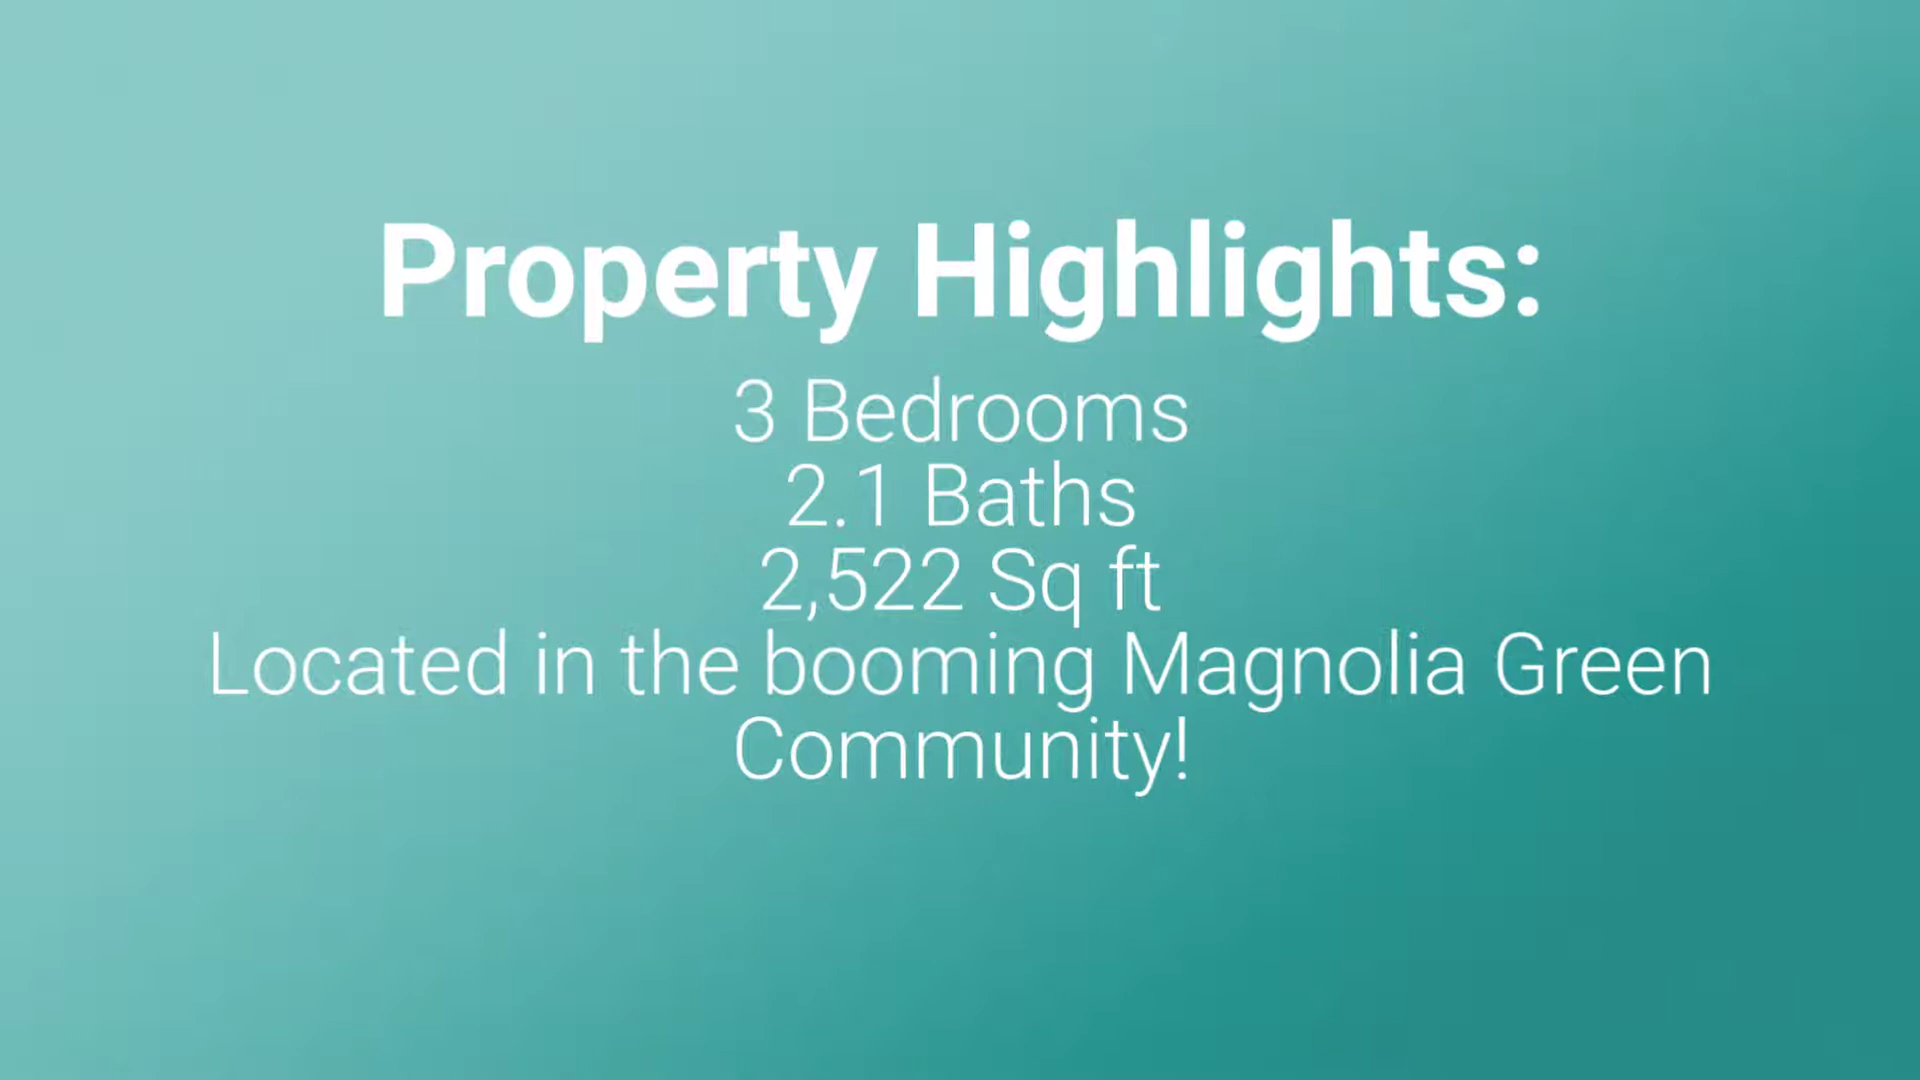 Property Highlights:
3 Bedrooms
2.1 Baths
2,522 Sq ft
Located in the booming Magnolia Green
Community!